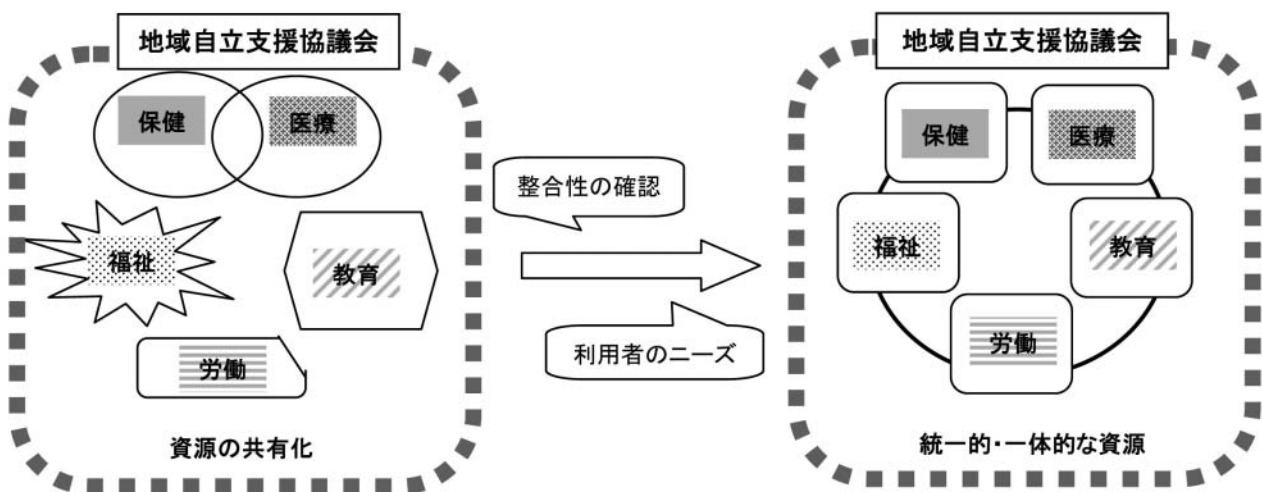 地域自立支援協議会
保健
医療
福祉
教育
労働
資源の共有化
整合性の確認
利用者のニーズ
地域自立支援協議会
保健
医療
福祉
教育
労働
統一的・一体的な資源